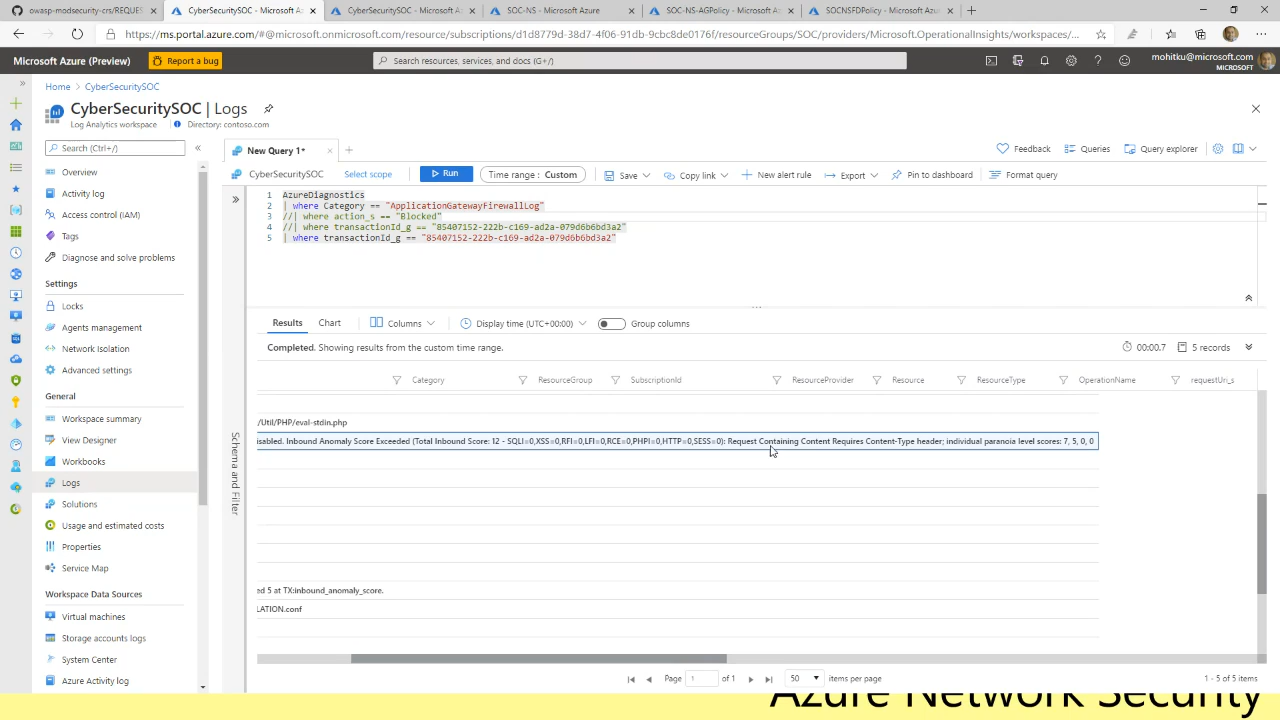 owasp-modsecurity-crs/REQUES
CyberSecuritySOC - Microsoft A
CyberSecuritySOC - Microsoft Az
SOC-NS - Microsoft Azure
SOC-NS-AGPolicy - Microsoft Az
SOCNSFDPolicy - Microsoft Azure
https://ms.portal.azure.com/#@onmicrosoft.onmicrosoft.com/resource/subscriptions/d1d8779d-38d7-4f06-91db-9cbc8de0176f/resourceGroups/SOC/providers/Microsoft.OperationalInsights/workspaces/...
Microsoft Azure (Preview)
Report a bug
Search resources, services, and docs (G+/)
mohitku@microsoft.com
MICROSOFT
Home > CyberSecuritySOC
CyberSecuritySOC | Logs
Log Analytics workspace
Directory: contoso.com
Search (Ctrl+/)
New Query 1*
Feedback
Queries
Query explorer
CyberSecuritySOC
Select scope
Run
Time range : Custom
Save
Copy link
New alert rule
Export
Pin to dashboard
Format query
1 AzureDiagnostics
2 | where Category == "ApplicationGatewayFirewallLog"
3 //| where action_s == "Blocked"
4 //| where transactionId_g == "85407152-222b-c169-ad2a-079d6b6bd3a2"
5 | where transactionId_g == "85407152-222b-c169-ad2a-079d6b6bd3a2"
Overview
Activity log
Access control (IAM)
Tags
Diagnose and solve problems
Settings
Locks
Agents management
Network Isolation
Advanced settings
General
Workspace summary
View Designer
Workbooks
Logs
Solutions
Usage and estimated costs
Properties
Service Map
Workspace Data Sources
Virtual machines
Storage accounts logs
System Center
Azure Activity log
Schema and Filter
Results
Chart
Columns
Display time (UTC+00:00)
Group columns
Completed. Showing results from the custom time range.
00:00.7
5 records
Category
ResourceGroup
SubscriptionId
ResourceProvider
Resource
ResourceType
OperationName
requestUri_s
/Util/PHP/eval-stdin.php
isabled. Inbound Anomaly Score Exceeded (Total Inbound Score: 12 - SQLI=0,XSS=0,RFI=0,LFI=0,RCE=0,PHPI=0,HTTP=0,SESS=0): Request Containing Content Requires Content-Type header; individual paranoia level scores: 7, 5, 0, 0
ed 5 at TX:inbound_anomaly_score.
LATION.conf
Page 1 of 1
50 items per page
1 - 5 of 5 items
Azure Network Security